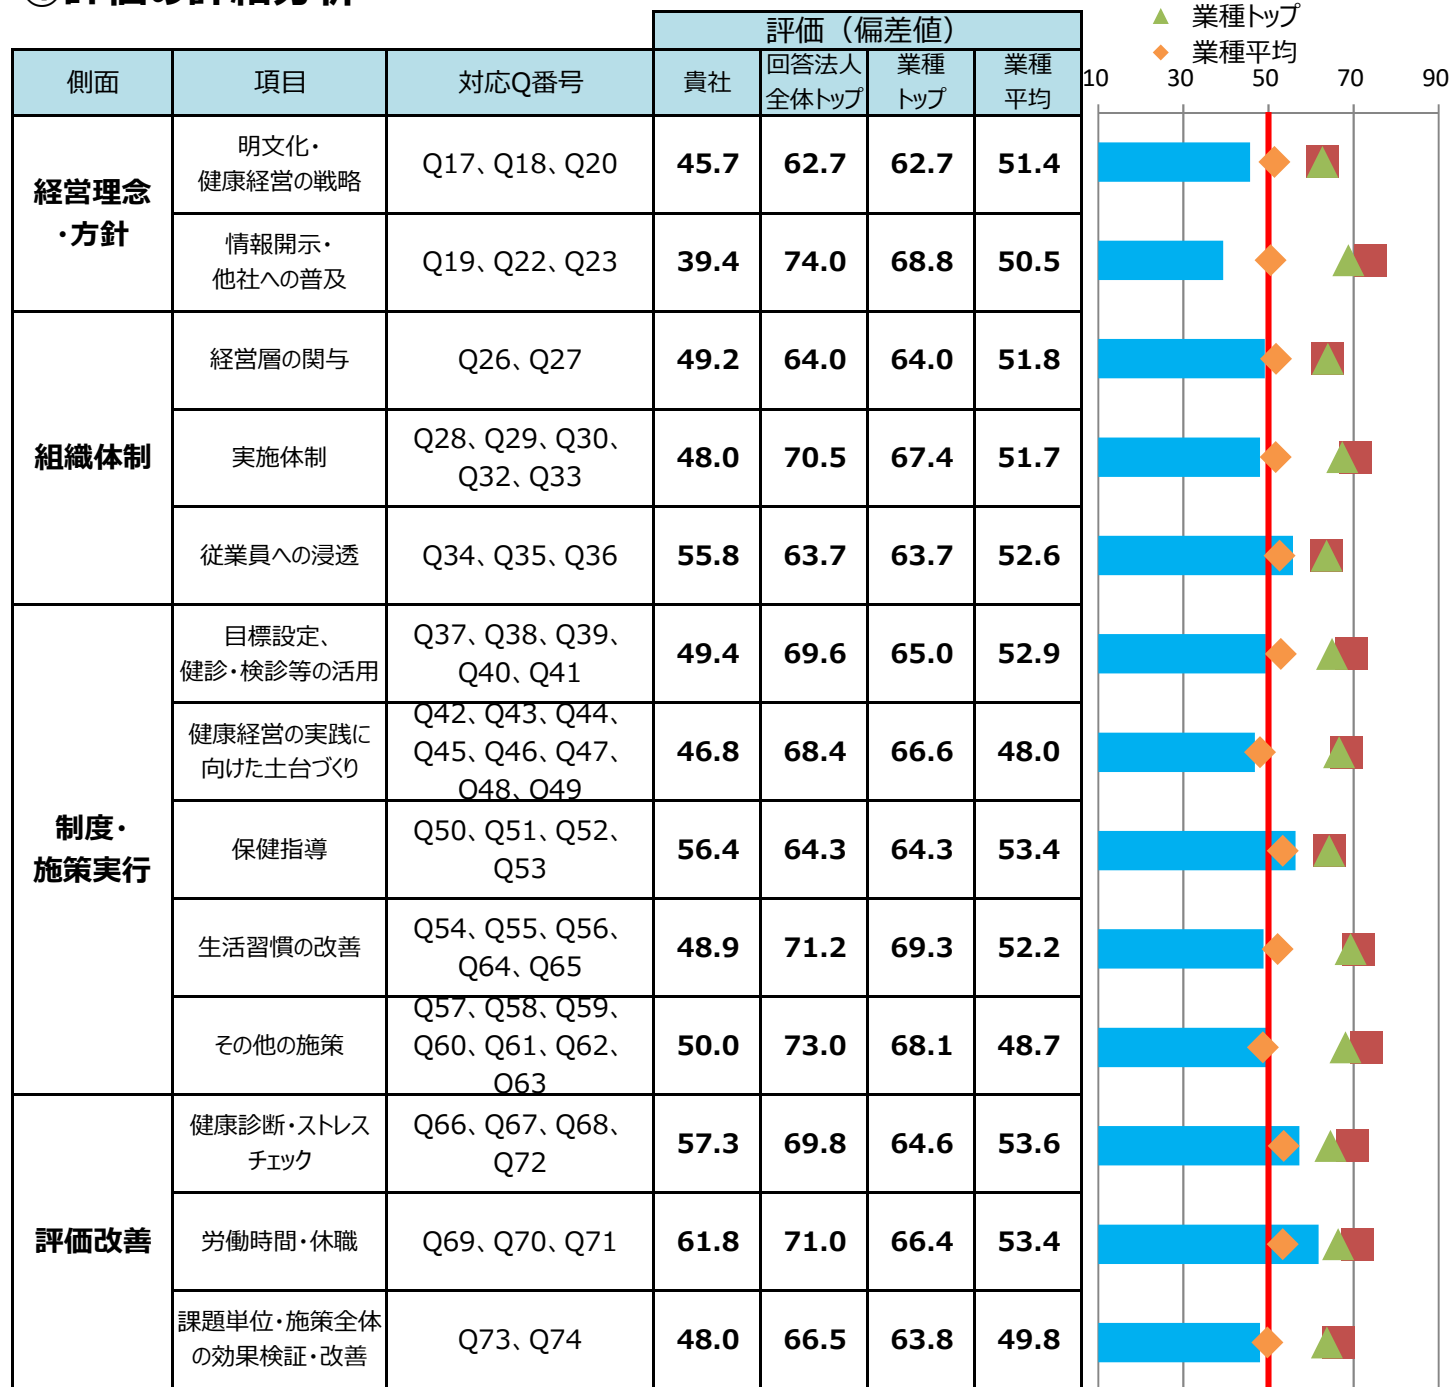 評価（偏差値）
▲ 業種トップ
◆ 業種平均
側面 項目 対応Q番号 貴社 回答法人 業種 業種
全体トップ トップ 平均
10 30 50 70 90
経営理念
・方針
明文化・
健康経営の戦略
Q17、Q18、Q20 45.7 62.7 62.7 51.4
情報開示・
他社への普及
Q19、Q22、Q23 39.4 74.0 68.8 50.5
組織体制
経営層の関与 Q26、Q27 49.2 64.0 64.0 51.8
実施体制
Q28、Q29、Q30、
Q32、Q33
48.0 70.5 67.4 51.7
従業員への浸透 Q34、Q35、Q36 55.8 63.7 63.7 52.6
制度・
施策実行
目標設定、
健診・検診等の活用
Q37、Q38、Q39、
Q40、Q41
49.4 69.6 65.0 52.9
健康経営の実践に
向けた土台づくり
Q42、Q43、Q44、
Q45、Q46、Q47、
Q48、Q49
46.8 68.4 66.6 48.0
保健指導
Q50、Q51、Q52、
Q53
56.4 64.3 64.3 53.4
生活習慣の改善
Q54、Q55、Q56、
Q64、Q65
48.9 71.2 69.3 52.2
その他の施策
Q57、Q58、Q59、
Q60、Q61、Q62、
Q63
50.0 73.0 68.1 48.7
評価改善
健康診断・ストレス
チェック
Q66、Q67、Q68、
Q72
57.3 69.8 64.6 53.6
労働時間・休職 Q69、Q70、Q71 61.8 71.0 66.4 53.4
課題単位・施策全体
の効果検証・改善
Q73、Q74 48.0 66.5 63.8 49.8